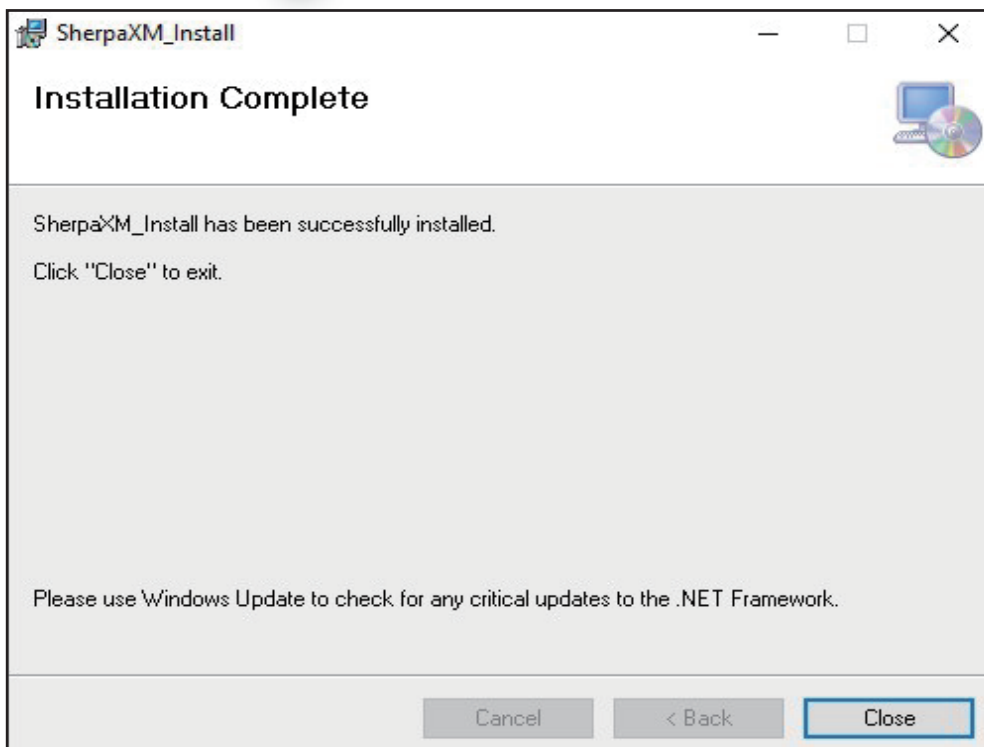 SherpaXM_Install
Installation Complete
SherpaXM_Install has been successfully installed.
Click "Close" to exit.
Please use Windows Update to check for any critical updates to the .NET Framework.
Cancel
< Back
Close